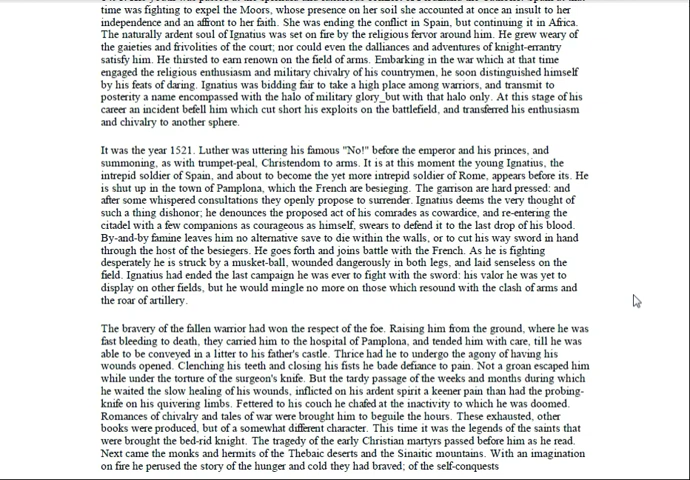 time was fighting to expel the Moors, whose presence on her soil she accounted at once an insult to her
independence and an affront to her faith. She was ending the conflict in Spain, but continuing it in Africa.
The naturally ardent soul of Ignatius was set on fire by the religious fervor around him. He grew weary of
the gaieties and frivolities of the court; nor could even the dalliances and adventures of knight-errantry
satisfy him. He thirsted to earn renown on the field of arms. Embarking in the war which at that time
engaged the religious enthusiasm and military chivalry of his countrymen, he soon distinguished himself
by his feats of daring. Ignatius was bidding fair to take a high place among warriors, and transmit to
posterity a name encompassed with the halo of military glory_but with that halo only. At this stage of his
career an incident befell him which cut short his exploits on the battlefield, and transferred his enthusiasm
and chivalry to another sphere.
It was the year 1521. Luther was uttering his famous "No!" before the emperor and his princes, and
summoning, as with trumpet-peal, Christendom to arms. It is at this moment the young Ignatius, the
intrepid soldier of Spain, and about to become the yet more intrepid soldier of Rome, appears before its. He
is shut up in the town of Pamplona, which the French are besieging. The garrison are hard pressed: and
after some whispered consultations they openly propose to surrender. Ignatius deems the very thought of
such a thing dishonor; he denounces the proposed act of his comrades as cowardice, and re-entering the
citadel with a few companions as courageous as himself, swears to defend it to the last drop of his blood.
By-and-by famine leaves him no alternative save to die within the walls, or to cut his way sword in hand
through the host of the besiegers. He goes forth and joins battle with the French. As he is fighting
desperately he is struck by a musket-ball, wounded dangerously in both legs, and laid senseless on the
field. Ignatius had ended the last campaign he was ever to fight with the sword: his valor he was yet to
display on other fields, but he would mingle no more on those which resound with the clash of arms and
the roar of artillery.
The bravery of the fallen warrior had won the respect of the foe. Raising him from the ground, where he was
fast bleeding to death, they carried him to the hospital of Pamplona, and tended him with care, till he was
able to be conveyed in a litter to his father's castle. Thrice had he to undergo the agony of having his
wounds opened. Clenching his teeth and closing his fists he bade defiance to pain. Not a groan escaped him
while under the torture of the surgeon's knife. But the tardy passage of the weeks and months during which
he waited the slow healing of his wounds, inflicted on his ardent spirit a keener pain than had the probing-
knife on his quivering limbs. Fettered to his couch he chafed at the inactivity to which he was doomed.
Romances of chivalry and tales of war were brought him to beguile the hours. These exhausted, other
books were produced, but of a somewhat different character. This time it was the legends of the saints that
were brought the bed-rid knight. The tragedy of the early Christian martyrs passed before him as he read.
Next came the monks and hermits of the Thebaic deserts and the Sinaitic mountains. With an imagination
on fire he perused the story of the hunger and cold they had braved; of the self-conquests